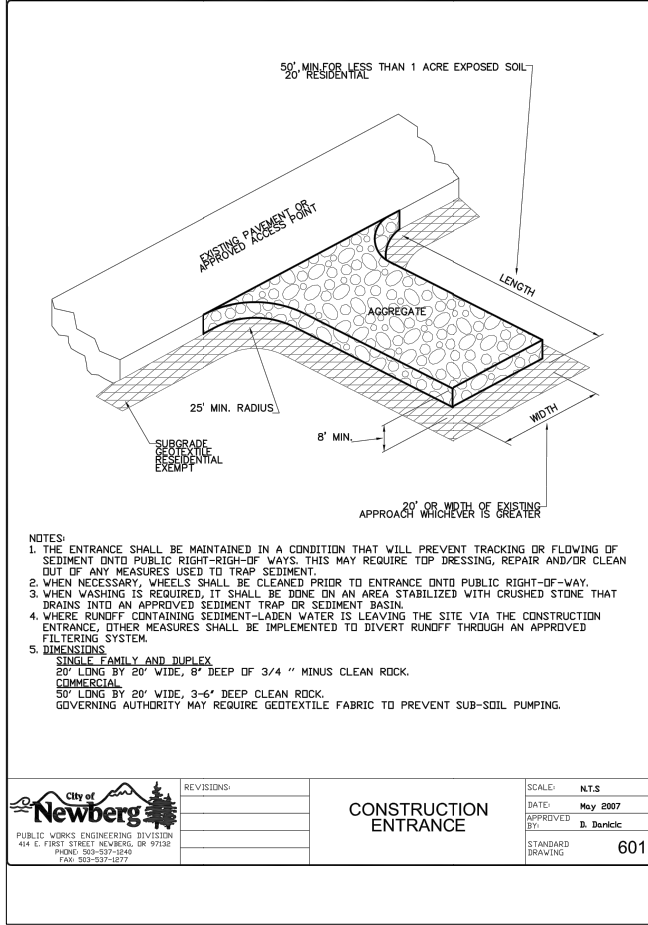 50' MIN.FOR LESS THAN 1 ACRE EXPOSED SOIL
20' RESIDENTIAL
EXISTING PAVEMENT OR
APPROVED ACCESS POINT
LENGTH
AGGREGATE
25' MIN. RADIUS
8" MIN.
WIDTH
SUBGRADE
GEOTEXTILE
RESEIDENTIAL
EXEMPT
20' OR WIDTH OF EXISTING
APPROACH WHICHEVER IS GREATER
NOTES:
1. THE ENTRANCE SHALL BE MAINTAINED IN A CONDITION THAT WILL PREVENT TRACKING OR FLOWING OF
SEDIMENT ONTO PUBLIC RIGHT-RIGH-OF WAYS. THIS MAY REQUIRE TOP DRESSING, REPAIR AND/OR CLEAN
OUT OF ANY MEASURES USED TO TRAP SEDIMENT.
2. WHEN NECESSARY, WHEELS SHALL BE CLEANED PRIOR TO ENTRANCE ONTO PUBLIC RIGHT-OF-WAY.
3. WHEN WASHING IS REQUIRED, IT SHALL BE DONE ON AN AREA STABILIZED WITH CRUSHED STONE THAT
DRAINS INTO AN APPROVED SEDIMENT TRAP OR SEDIMENT BASIN.
4. WHERE RUNOFF CONTAINING SEDIMENT-LADEN WATER IS LEAVING THE SITE VIA THE CONSTRUCTION
ENTRANCE, OTHER MEASURES SHALL BE IMPLEMENTED TO DIVERT RUNOFF THROUGH AN APPROVED
FILTERING SYSTEM.
5. DIMENSIONS
SINGLE FAMILY AND DUPLEX
20' LONG BY 20' WIDE, 8" DEEP OF 3/4 '' MINUS CLEAN ROCK.
COMMERCIAL
50' LONG BY 20' WIDE, 3-6" DEEP CLEAN ROCK.
GOVERNING AUTHORITY MAY REQUIRE GEOTEXTILE FABRIC TO PREVENT SUB-SOIL PUMPING.
City of
Newberg
PUBLIC WORKS ENGINEERING DIVISION
414 E. FIRST STREET NEWBERG, OR 97132
PHONE: 503-537-1240
FAX: 503-537-1277
REVISIONS:
CONSTRUCTION
ENTRANCE
SCALE: N.T.S
DATE: May 2007
APPROVED
BY: D. Danicic
STANDARD
DRAWING 601